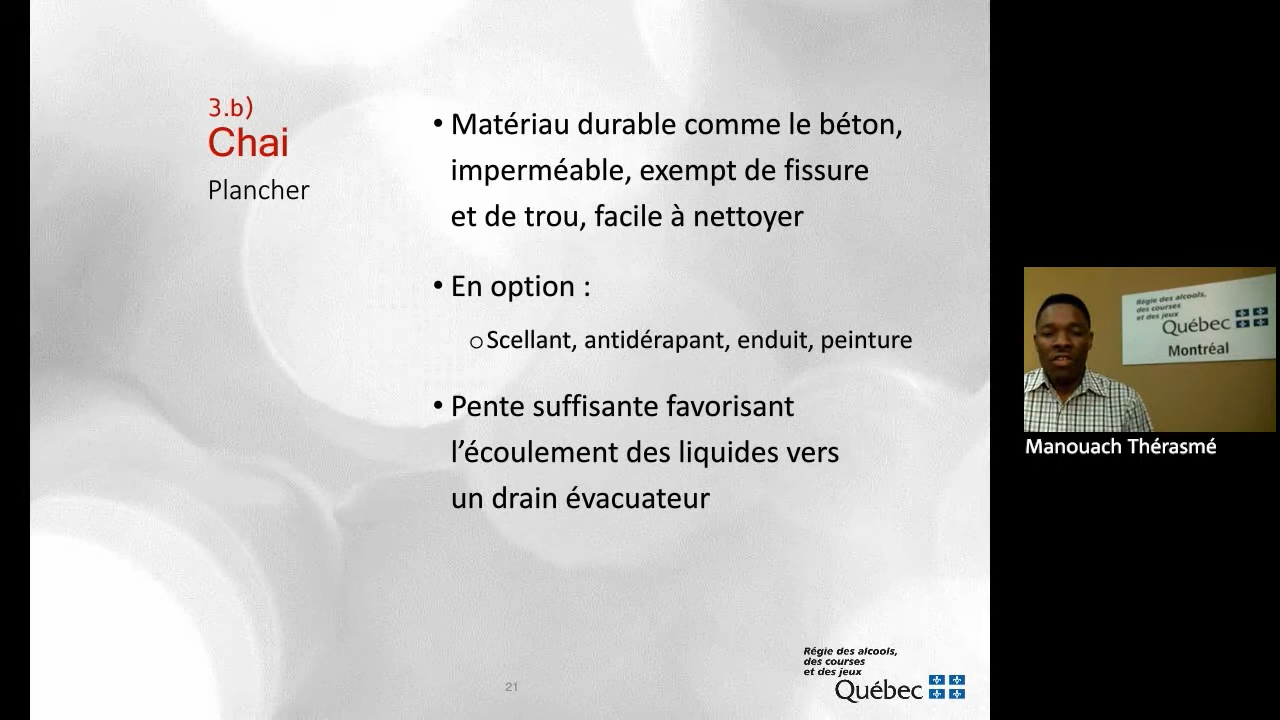 3.b)
Chai
Plancher
• Matériau durable comme le béton,
imperméable, exempt de fissure
et de trou, facile à nettoyer
• En option :
o Scellant, antidérapant, enduit, peinture
• Pente suffisante favorisant
l’écoulement des liquides vers
un drain évacuateur
21
Régie des alcools,
des courses
et des jeux
Québec
Régie des alcools,
des courses
et des jeux
Québec
Montréal
Manouach Thérasmé